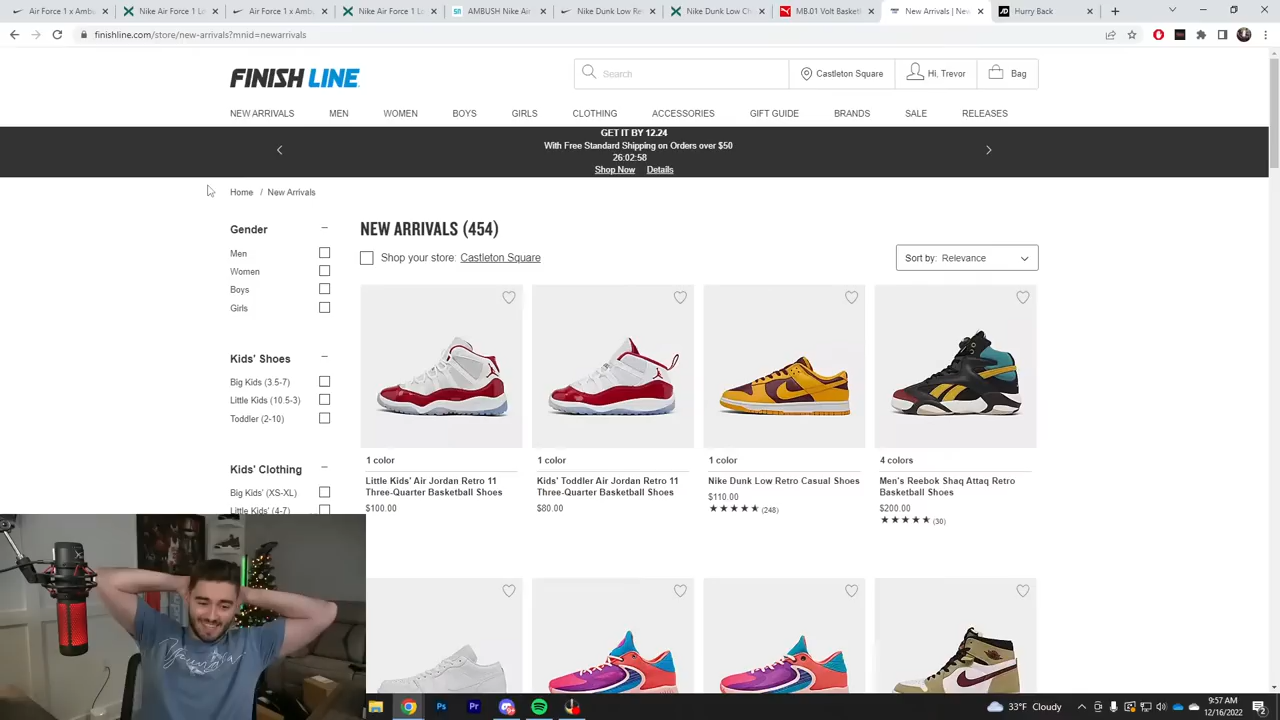 Air Force 1 x Amb
Nike Air Force 1 x
Air Force 1 x Amb
Nike Air Force 1 L
AMBUSH Nike Air
Nike Dunk Low Re
Nike Dunk Low C
MB.01 Volt Basket
New Arrivals | New
Hurry Back
finishline.com/store/new-arrivals?mnid=newarrivals
FINISH LINE
Search
Castleton Square
Hi, Trevor
Bag
NEW ARRIVALS
MEN
WOMEN
BOYS
GIRLS
CLOTHING
ACCESSORIES
GIFT GUIDE
BRANDS
SALE
RELEASES
GET IT BY 12.24
With Free Standard Shipping on Orders over $50
26:02:58
Shop Now Details
Home / New Arrivals
Gender
Men
Women
Boys
Girls
Kids' Shoes
Big Kids (3.5-7)
Little Kids (10.5-3)
Toddler (2-10)
Kids' Clothing
Big Kids' (XS-XL)
Little Kids' (4-7)
NEW ARRIVALS (454)
Shop your store: Castleton Square
Sort by: Relevance
1 color
Little Kids' Air Jordan Retro 11
Three-Quarter Basketball Shoes
$100.00
1 color
Kids' Toddler Air Jordan Retro 11
Three-Quarter Basketball Shoes
$80.00
1 color
Nike Dunk Low Retro Casual Shoes
$110.00
(248)
4 colors
Men's Reebok Shaq Attaq Retro
Basketball Shoes
$200.00
(30)
Ps
Pr
33°F Cloudy
9:57 AM
12/16/2022